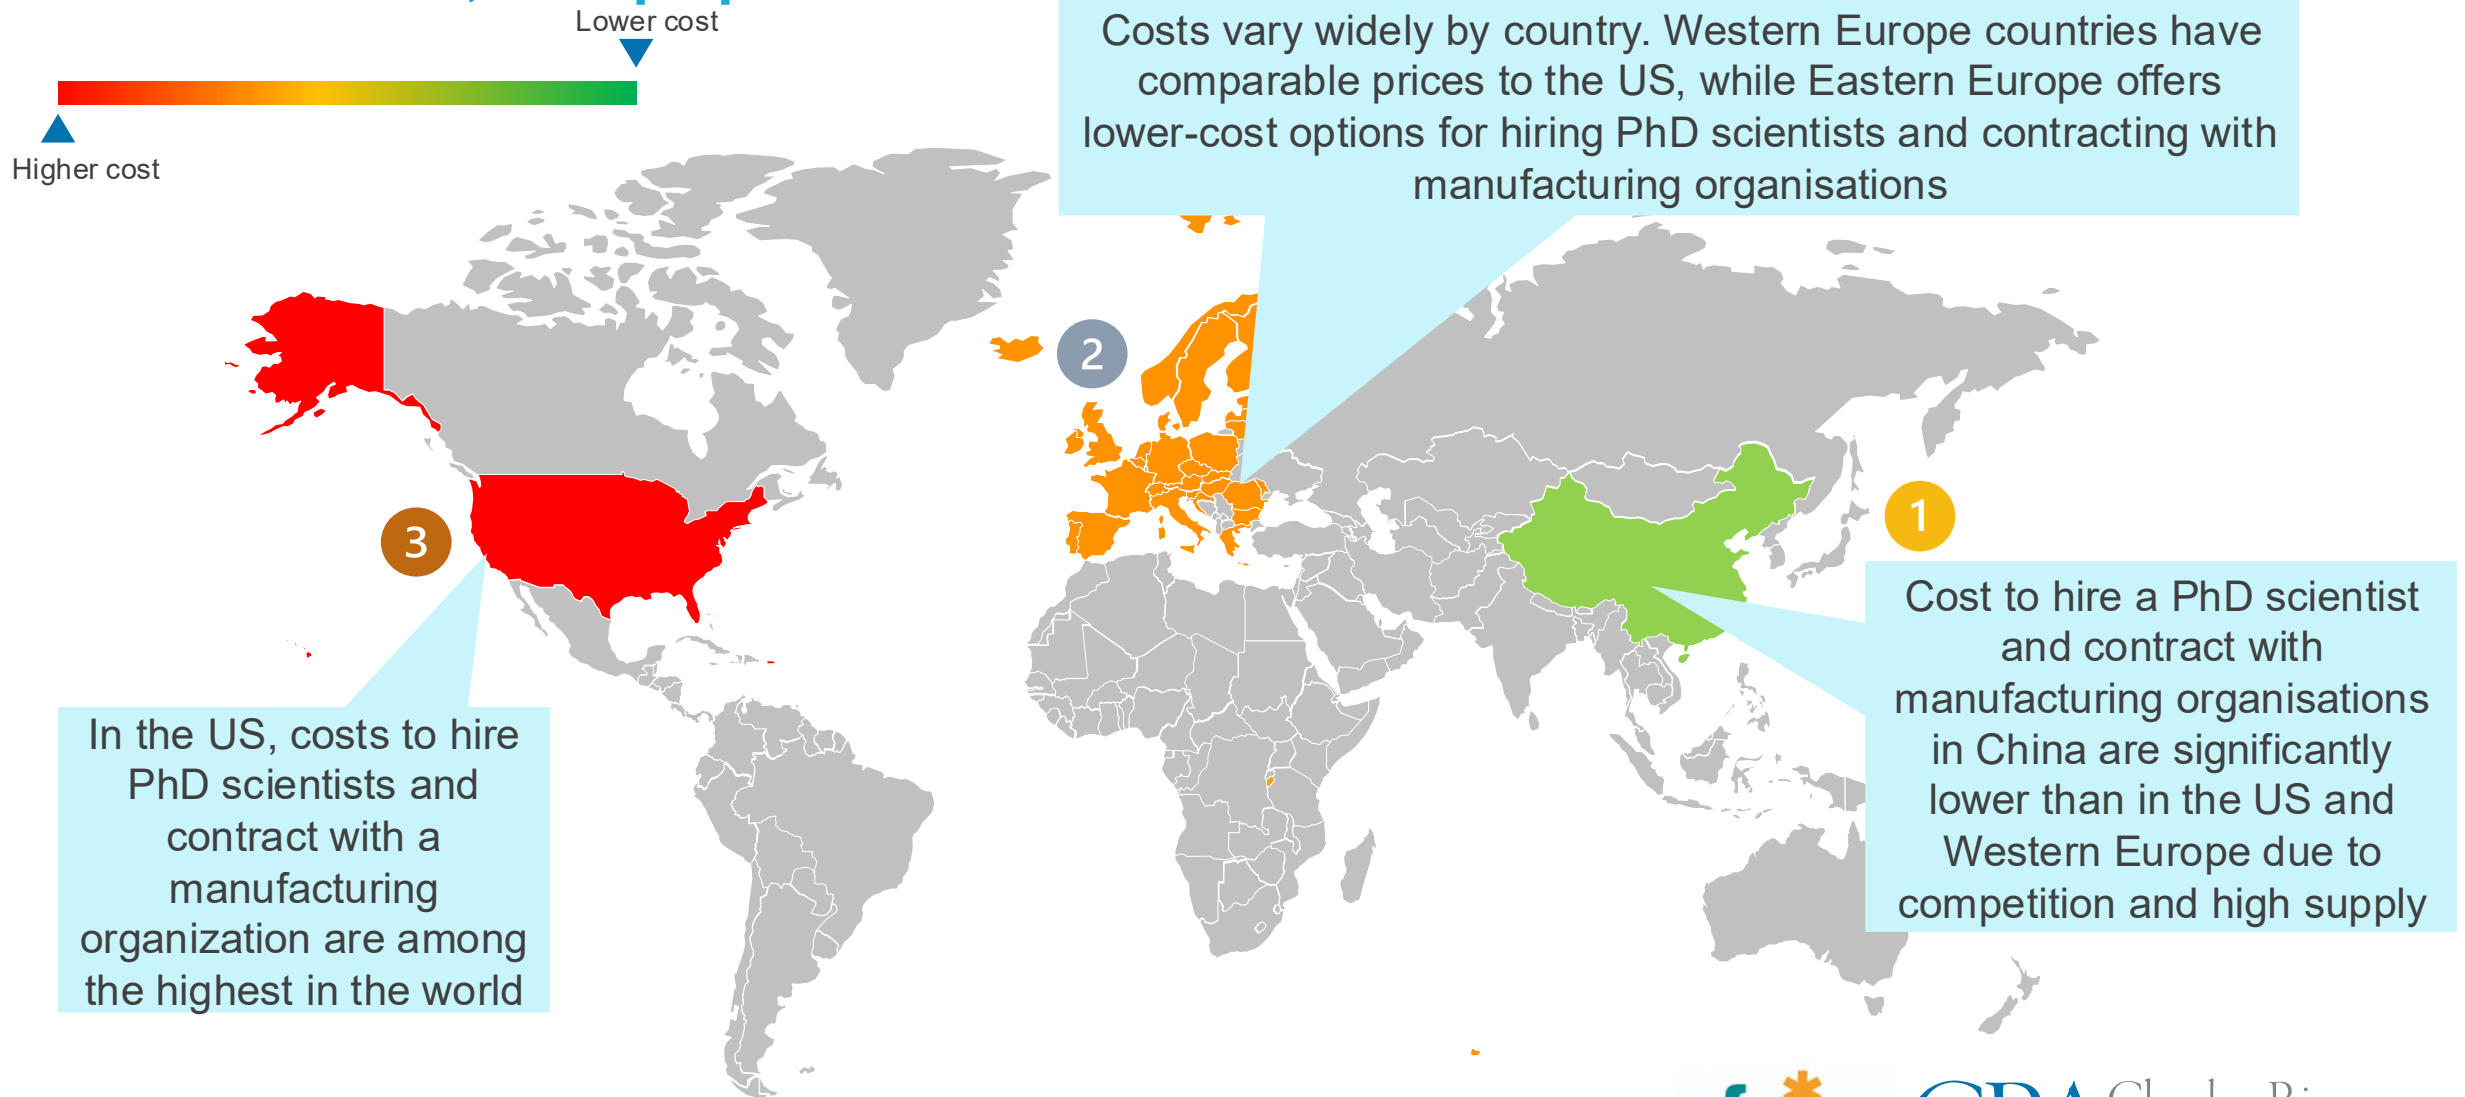 Lower cost
Higher cost
Costs vary widely by country. Western Europe countries have
comparable prices to the US, while Eastern Europe offers
lower-cost options for hiring PhD scientists and contracting with
manufacturing organisations
2
1
3
Cost to hire a PhD scientist
and contract with
manufacturing organisations
in China are significantly
lower than in the US and
Western Europe due to
competition and high supply
In the US, costs to hire
PhD scientists and
contract with a
manufacturing
organization are among
the highest in the world
CRA